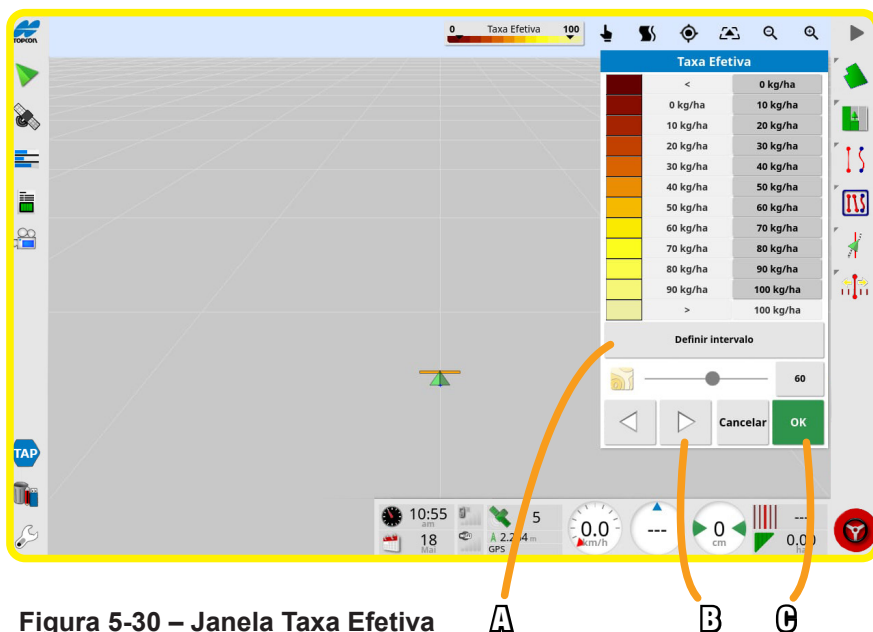 TOPCON
0 Taxa Efetiva 100
Taxa Efetiva
< 0 kg/ha
0 kg/ha 10 kg/ha
10 kg/ha 20 kg/ha
20 kg/ha 30 kg/ha
30 kg/ha 40 kg/ha
40 kg/ha 50 kg/ha
50 kg/ha 60 kg/ha
60 kg/ha 70 kg/ha
70 kg/ha 80 kg/ha
80 kg/ha 90 kg/ha
90 kg/ha 100 kg/ha
> 100 kg/ha
Definir intervalo
60
Cancelar OK
TAP
10:55
am
18
Mai
5
2.2 4 m
GPS
0.0
km/h
---
0
cm
---
0.00
ha
Figura 5-30 – Janela Taxa Efetiva
A B C